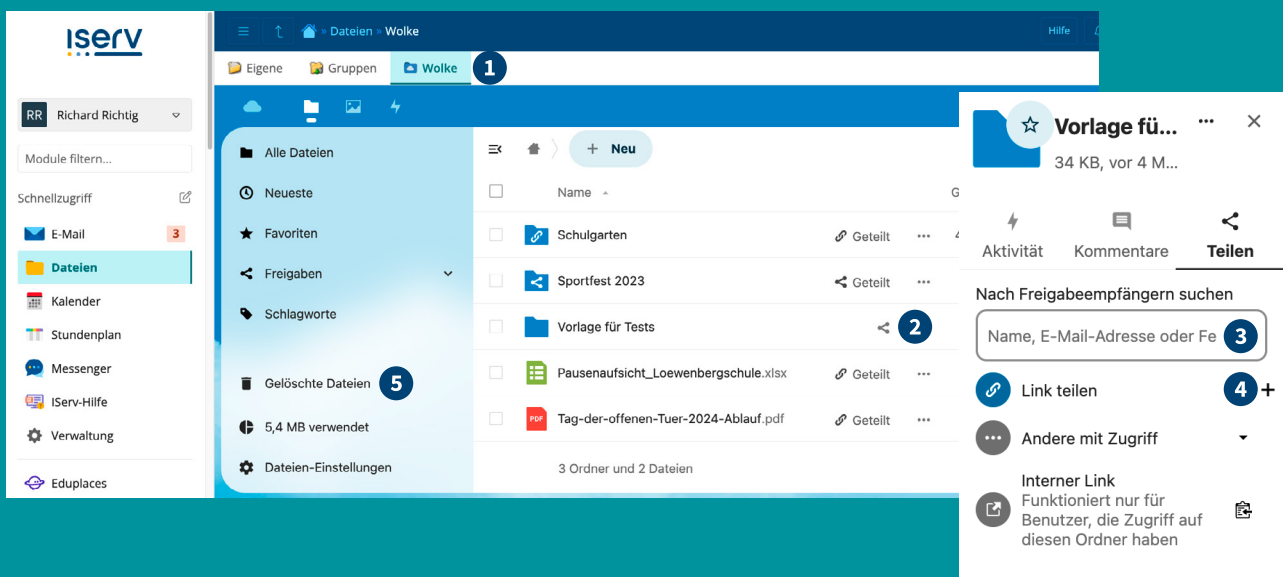 IServ
RR Richard Richtig
Module filtern...
Schnellzugriff
E-Mail 3
Dateien
Kalender
Stundenplan
Messenger
IServ-Hilfe
Verwaltung
Eduplaces
» Dateien » Wolke
Hilfe
Eigene Gruppen Wolke 1
Alle Dateien
Neueste
Favoriten
Freigaben
Schlagworte
Gelöschte Dateien 5
5,4 MB verwendet
Dateien-Einstellungen
+ Neu
Name
Schulgarten Geteilt ...
Sportfest 2023 Geteilt ...
Vorlage für Tests 2
Pausenaufsicht_Loewenbergschule.xlsx Geteilt ...
PDF Tag-der-offenen-Tuer-2024-Ablauf.pdf Geteilt ...
3 Ordner und 2 Dateien
Vorlage fü... ...
34 KB, vor 4 M...
Aktivität Kommentare Teilen
Nach Freigabeempfängern suchen
Name, E-Mail-Adresse oder Fe 3
Link teilen 4 +
Andere mit Zugriff
Interner Link
Funktioniert nur für
Benutzer, die Zugriff auf
diesen Ordner haben